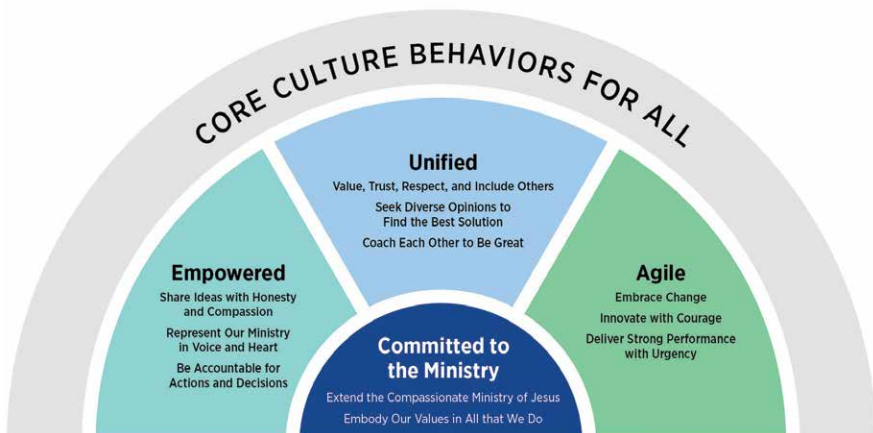 CORE CULTURE BEHAVIORS FOR ALL
Empowered
Share Ideas with Honesty
and Compassion
Represent Our Ministry
in Voice and Heart
Be Accountable for
Actions and Decisions
Unified
Value, Trust, Respect, and Include Others
Seek Diverse Opinions to
Find the Best Solution
Coach Each Other to Be Great
Agile
Embrace Change
Innovate with Courage
Deliver Strong Performance
with Urgency
Committed to
the Ministry
Extend the Compassionate Ministry of Jesus
Embody Our Values in All that We Do